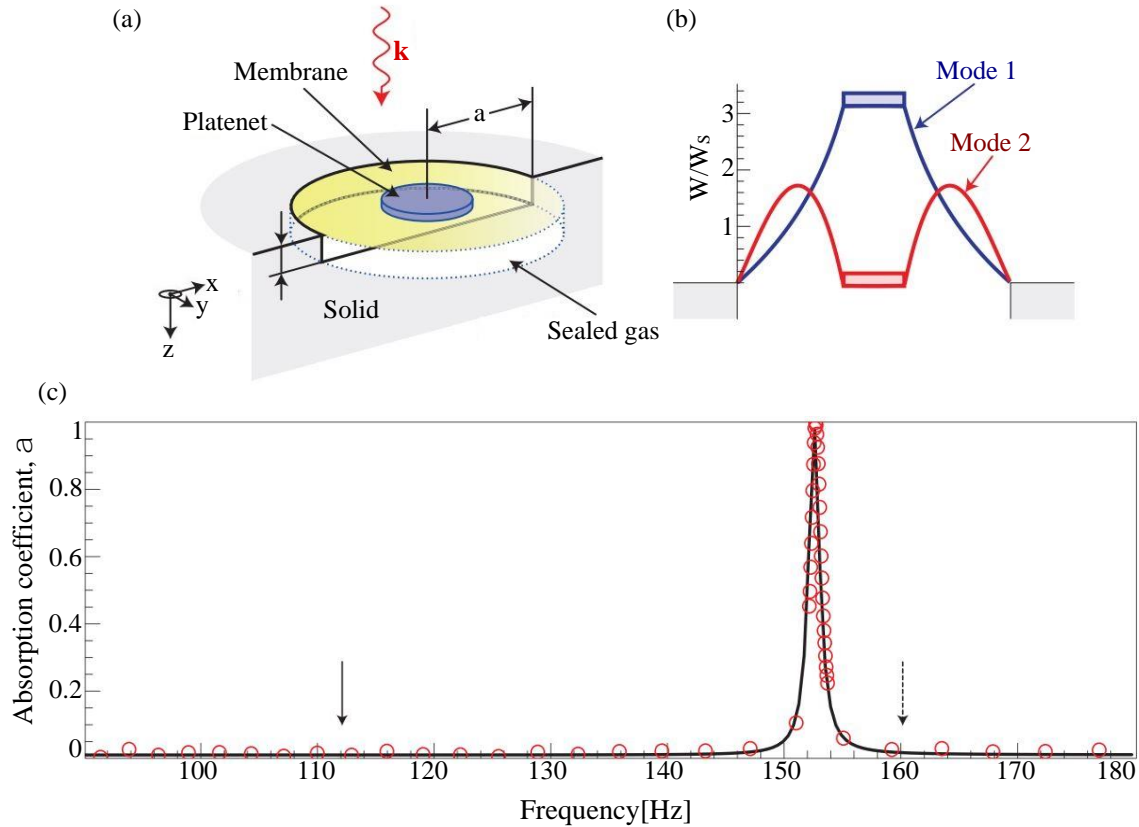 (a)
k
Membrane
Platenet
a
x
y
z
Solid
Sealed gas
(b)
Mode 1
Mode 2
W/Ws
3
2
1
(c)
Absorption coefficient, a
1
0.8
0.6
0.4
0.2
0
100
110
120
130
140
150
160
170
180
Frequency[Hz]